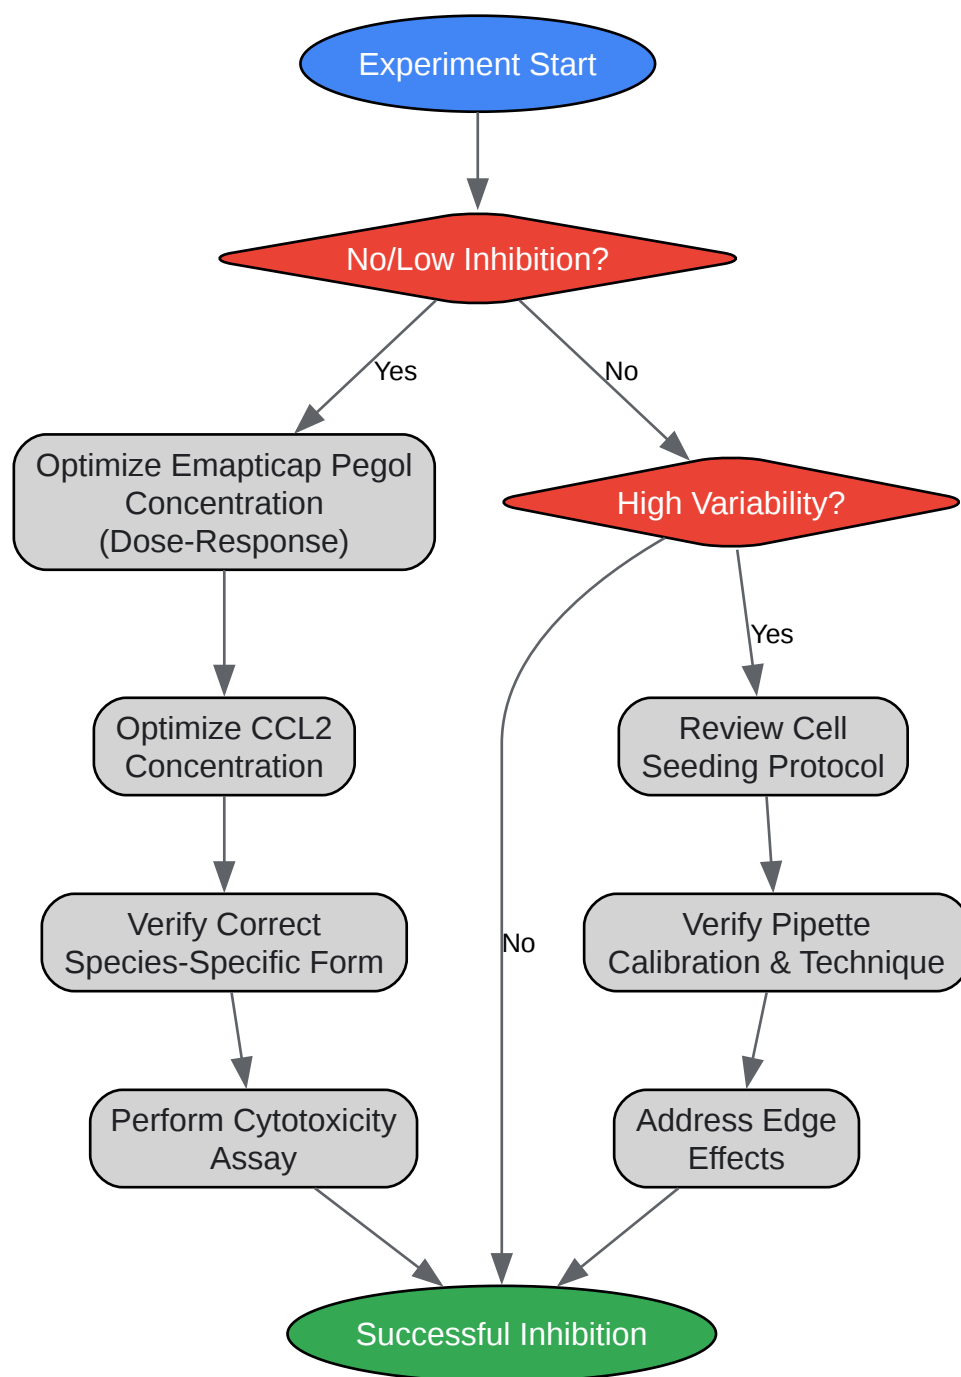 Experiment Start
No/Low Inhibition?
Yes
No
Optimize Emapticap Pegol
Concentration
(Dose-Response)
High Variability?
Yes
Optimize CCL2
Concentration
Review Cell
Seeding Protocol
Verify Correct
Species-Specific Form
No
Verify Pipette
Calibration & Technique
Perform Cytotoxicity
Assay
Address Edge
Effects
Successful Inhibition